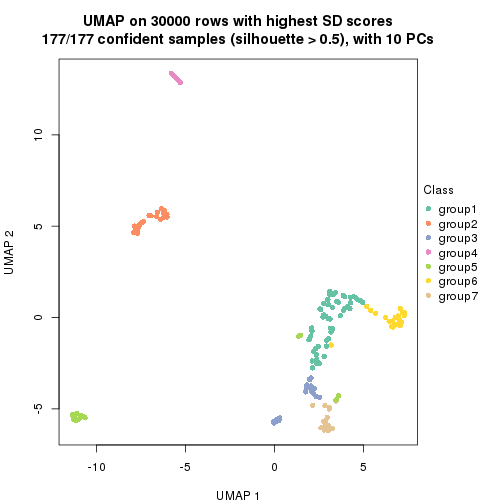 UMAP on 30000 rows with highest SD scores
177/177 confident samples (silhouette > 0.5), with 10 PCs
10
5
0
-5
UMAP 2
-10
-5
0
5
UMAP 1
Class
group1
group2
group3
group4
group5
group6
group7